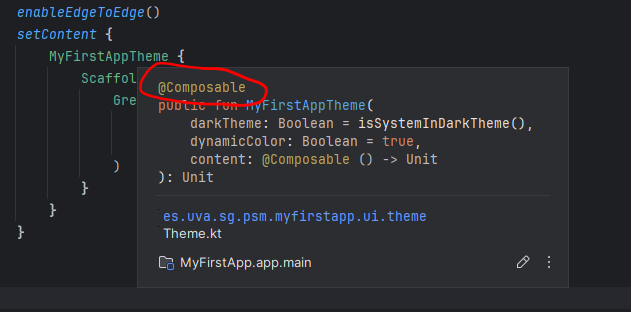 enableEdgeToEdge()
setContent {
MyFirstAppTheme {
Scaffol
Gre
)
}
}
}
@Composable
public fun MyFirstAppTheme(
darkTheme: Boolean = isSystemInDarkTheme(),
dynamicColor: Boolean = true,
content: @Composable () -> Unit
): Unit
es.uva.sg.psm.myfirstapp.ui.theme
Theme.kt
MyFirstApp.app.main